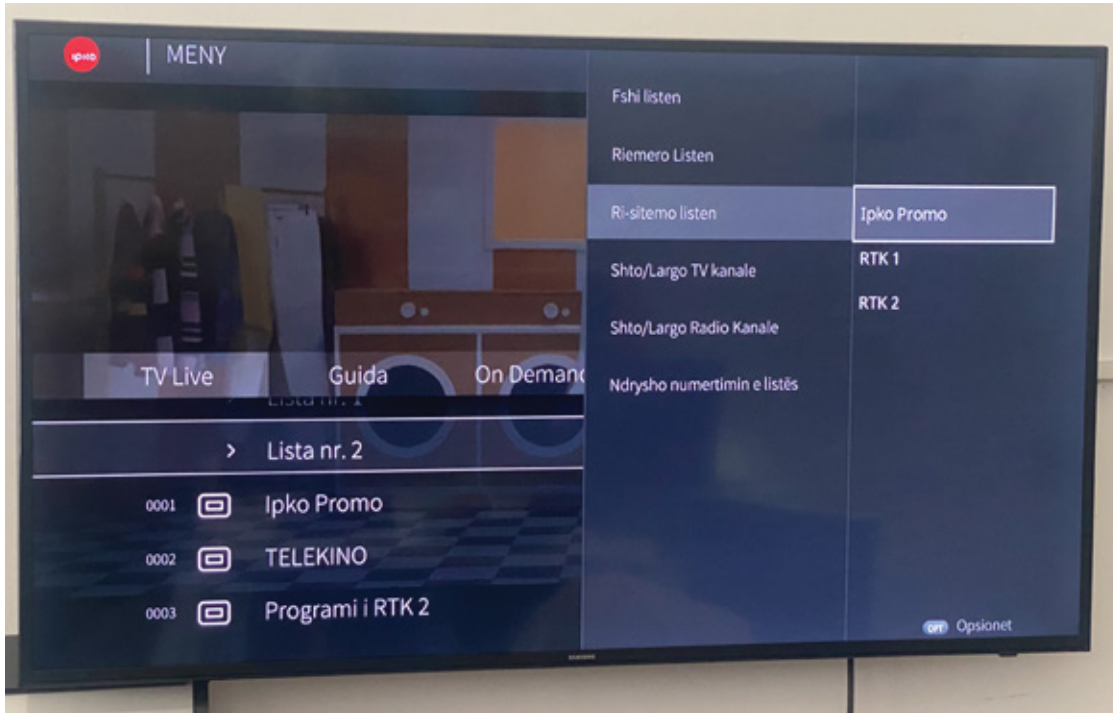 ipko
MENY
TV Live
Guida
On Demand
Lista nr. 1
Lista nr. 2
0001 Ipko Promo
0002 TELEKINO
0003 Programi i RTK 2
Fshi listen
Riemero Listen
Ri-sitemo listen
Shto/Largo TV kanale
Shto/Largo Radio Kanale
Ndrysho numertimin e listës
Ipko Promo
RTK 1
RTK 2
OPT Opsionet
SAMSUNG